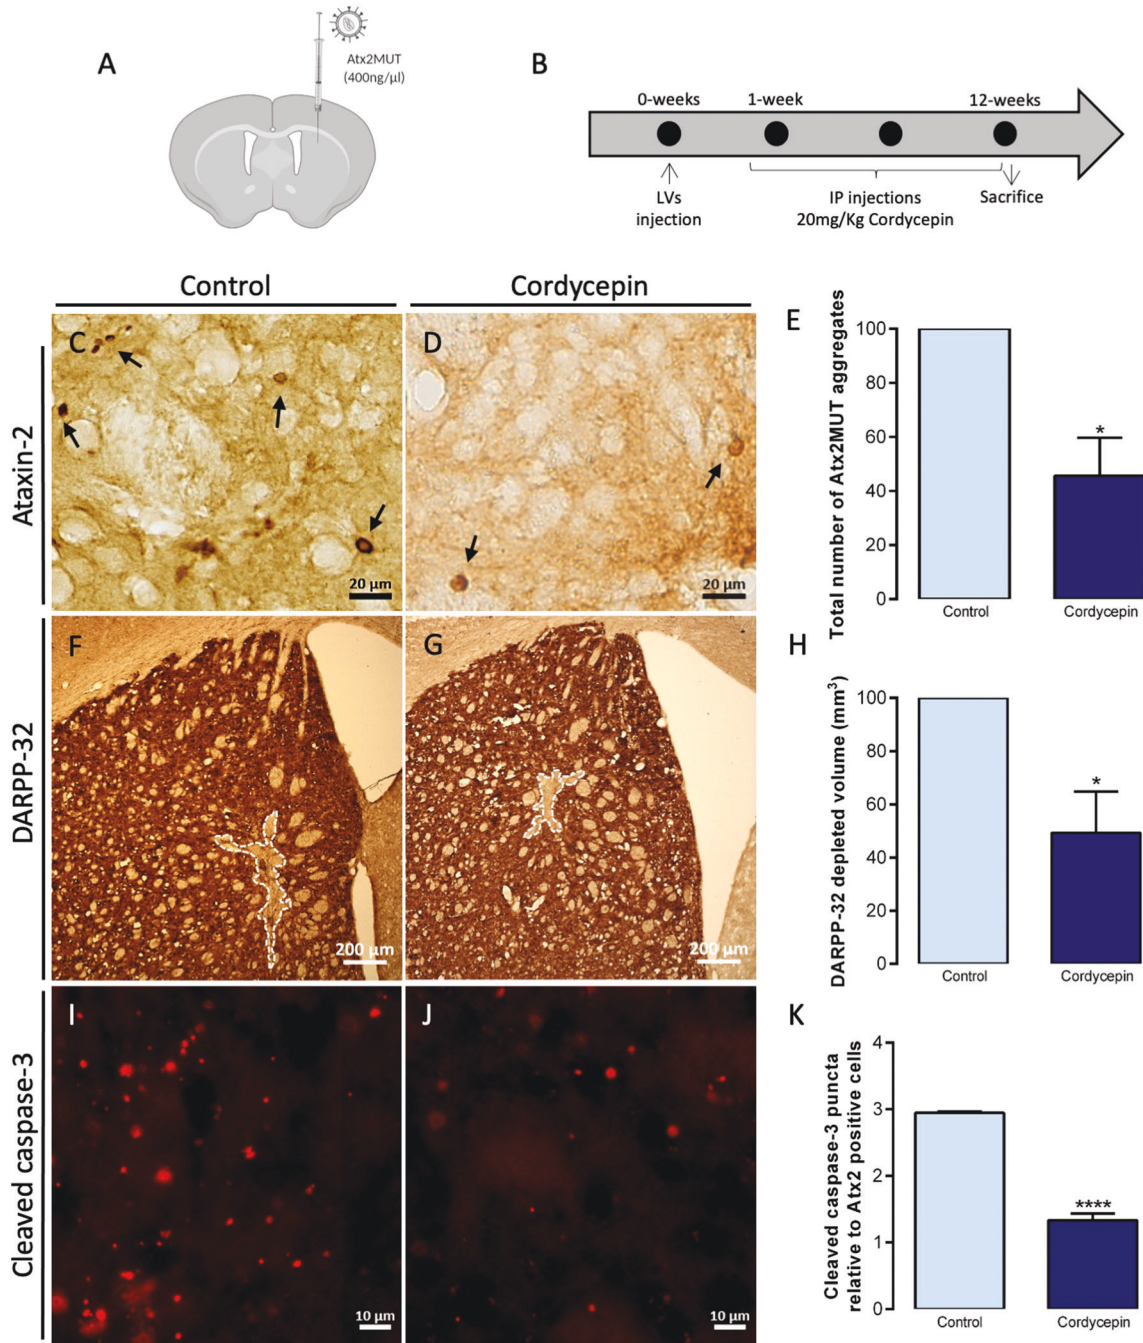 A
Atx2MUT
(400ng/µl)
B
0-weeks
1-week
12-weeks
LVs
injection
IP injections
20mg/Kg Cordycepin
Sacrifice
Control
Cordycepin
Ataxin-2
C
20 µm
D
20 µm
E
Total number of Atx2MUT aggregates
100
80
60
40
20
0
*
Control
Cordycepin
DARPP-32
F
200 µm
G
200 µm
H
DARPP-32 depleted volume (mm³)
100
80
60
40
20
0
*
Control
Cordycepin
Cleaved caspase-3
I
10 µm
J
10 µm
K
Cleaved caspase-3 puncta
relative to Atx2 positive cells
4
3
2
1
0
****
Control
Cordycepin